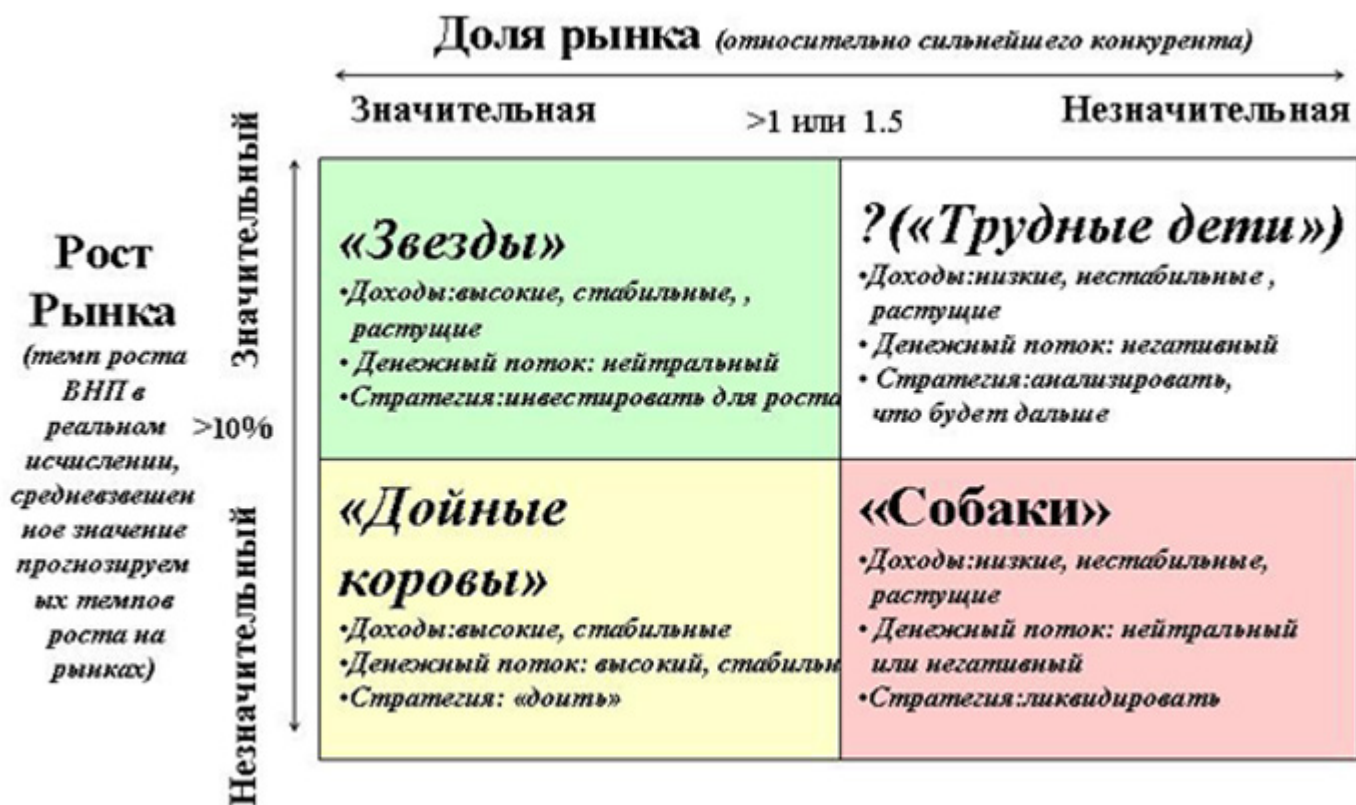 Доля рынка (относительно сильнейшего конкурента)
Значительная
>1 или 1.5
Незначительная
Значительный
Рост
Рынка
(темп роста
ВНП в
реальном
исчислении,
средневзвешен
ное значение
прогнозируем
ых темпов
роста на
рынках)
>10%
Незначительный
«Звезды»
•Доходы:высокие, стабильные, ,
растущие
• Денежный поток: нейтральный
•Стратегия:инвестировать для роста
?(«Трудные дети»)
•Доходы:низкие, нестабильные ,
растущие
• Денежный поток: негативный
• Стратегия:анализировать,
что будет дальше
«Дойные
коровы»
•Доходы:высокие, стабильные
•Денежный поток: высокий, стабильн
•Стратегия: «доить»
«Собаки»
•Доходы:низкие, нестабильные,
растущие
• Денежный поток: нейтральный
или негативный
•Стратегия:ликвидировать